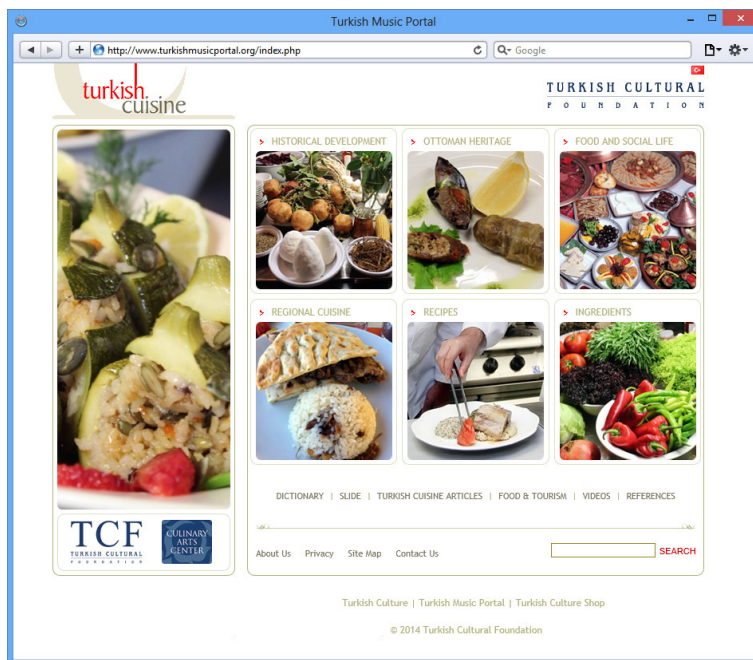 Turkish Music Portal
http://www.turkishmusicportal.org/index.php
Google
turkish
cuisine
TURKISH CULTURAL
FOUNDATION
HISTORICAL DEVELOPMENT
OTTOMAN HERITAGE
FOOD AND SOCIAL LIFE
REGIONAL CUISINE
RECIPES
INGREDIENTS
DICTIONARY | SLIDE | TURKISH CUISINE ARTICLES | FOOD & TOURISM | VIDEOS | REFERENCES
TCF
TURKISH CULTURAL
FOUNDATION
CULINARY
ARTS
CENTER
About Us Privacy Site Map Contact Us
SEARCH
Turkish Culture | Turkish Music Portal | Turkish Culture Shop
© 2014 Turkish Cultural Foundation